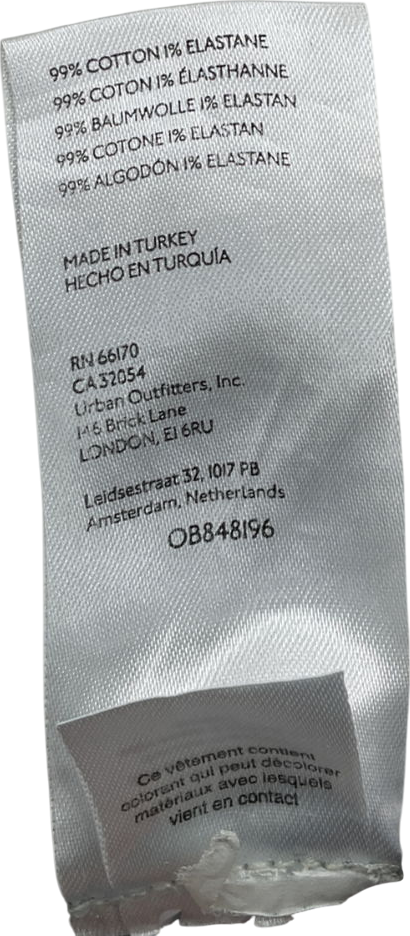 99% COTTON 1% ELASTANE
99% COTON 1% ÉLASTHANNE
99% BAUMWOLLE 1% ELASTAN
99% COTONE 1% ELASTAN
99% ALGODÓN 1% ELASTANE
MADE IN TURKEY
HECHO EN TURQUÍA
RN 66170
CA 32054
Urban Outfitters, Inc.
146 Brick Lane
LONDON, E1 6RU
Leidsestraat 32, 1017 PB
Amsterdam, Netherlands
OB848196
Ce vêtement contient
colorant qui peut décolorer
matériaux avec lesquels
vient en contact